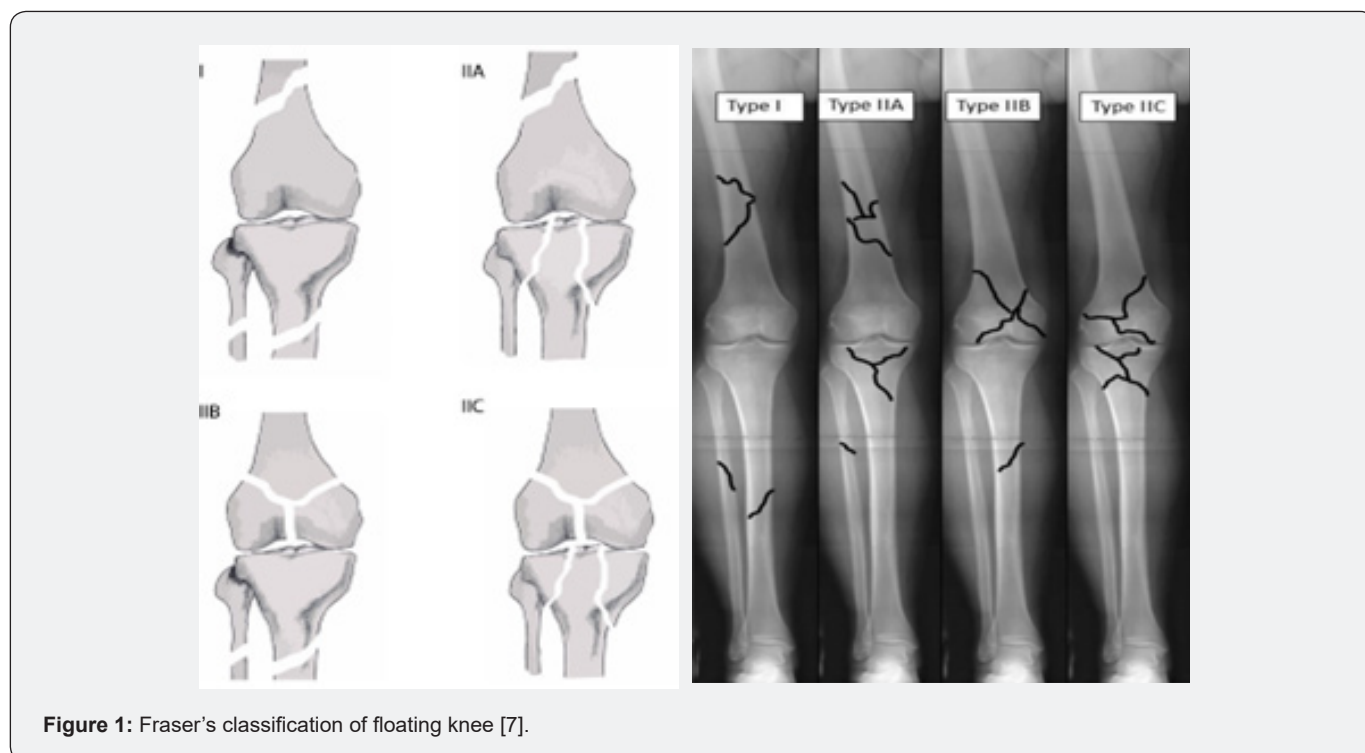 I
IIA
IIB
IIC
Type I
Type IIA
Type IIB
Type IIC
Figure 1: Fraser's classification of floating knee [7].